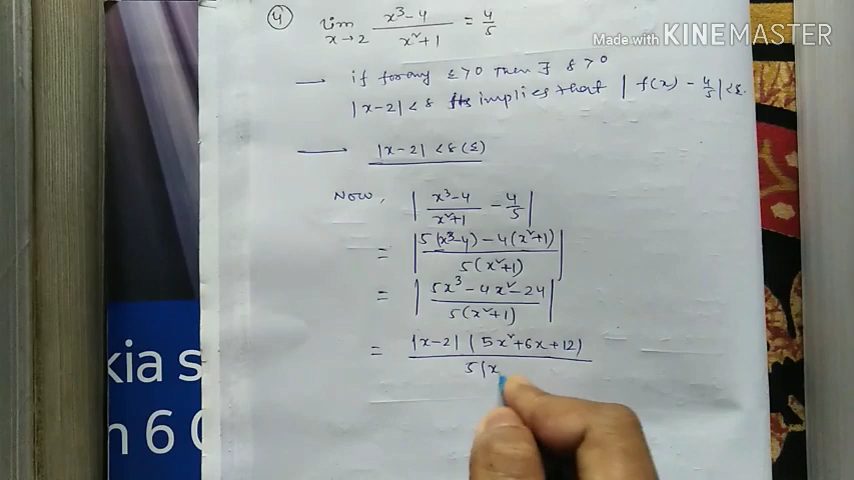 Made with KINEMASTER
④ lim x→2 x³-4 / x²+1 = 4/5
→ if for any ε>0 then ∃ δ>0
|x-2|<δ implies that |f(x) - 4/5|<ε.
→ |x-2|<δ(ε)
Now, | x³-4 / x²+1 - 4/5 |
= | 5(x³-4)-4(x²+1) / 5(x²+1) |
= | 5x³-4x²-24 / 5(x²+1) |
= |x-2| (5x²+6x+12) / 5(x
kia s
n 6